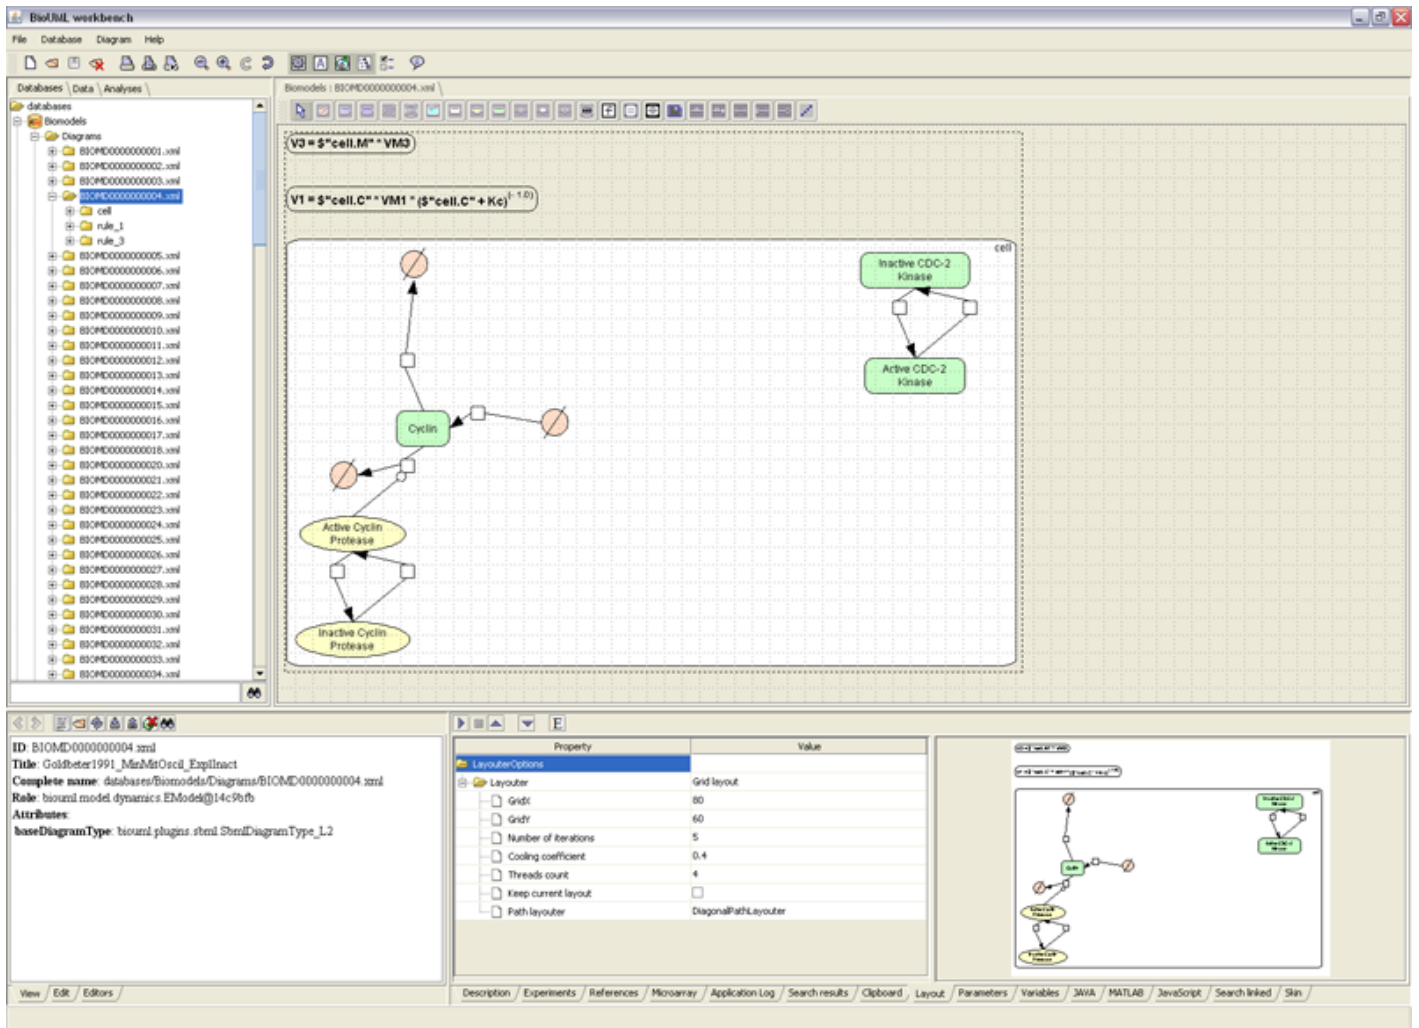 BioUML workbench
File Database Diagram Help
Databases Data Analyses
Biomodels : BIOMD0000000004.xml
databases
Biomodels
Diagrams
BIOMD0000000001.xml
BIOMD0000000002.xml
BIOMD0000000003.xml
BIOMD0000000004.xml
cell
rule_1
rule_3
BIOMD0000000005.xml
BIOMD0000000006.xml
BIOMD0000000007.xml
BIOMD0000000008.xml
BIOMD0000000009.xml
BIOMD0000000010.xml
BIOMD0000000011.xml
BIOMD0000000012.xml
BIOMD0000000013.xml
BIOMD0000000014.xml
BIOMD0000000015.xml
BIOMD0000000016.xml
BIOMD0000000017.xml
BIOMD0000000018.xml
BIOMD0000000020.xml
BIOMD0000000021.xml
BIOMD0000000022.xml
BIOMD0000000023.xml
BIOMD0000000024.xml
BIOMD0000000025.xml
BIOMD0000000026.xml
BIOMD0000000027.xml
BIOMD0000000028.xml
BIOMD0000000029.xml
BIOMD0000000030.xml
BIOMD0000000031.xml
BIOMD0000000032.xml
BIOMD0000000033.xml
BIOMD0000000034.xml
V3 = $"cell.M" * VM3
V1 = $"cell.C" * VM1 * ($"cell.C" + Kc)^(- 1.0)
cell
Inactive CDC-2
Kinase
Active CDC-2
Kinase
Cyclin
Active Cyclin
Protease
Inactive Cyclin
Protease
ID: BIOMD0000000004.xml
Title: Goldbeter1991_MinMitOscil_ExplInact
Complete name: databases/Biomodels/Diagrams/BIOMD0000000004.xml
Role: biouml.model.dynamics.EModel@14c9bfb
Attributes:
baseDiagramType: biouml.plugins.sbml.SbmlDiagramType_L2
View Edit Editors
E
Property Value
LayouterOptions
Layouter Grid layout
GridX 80
GridY 60
Number of iterations 5
Cooling coefficient 0.4
Threads count 4
Keep current layout
Path layouter DiagonalPathLayouter
Description Experiments References Microarray Application Log Search results Clipboard Layout Parameters Variables JAVA MATLAB JavaScript Search linked Skin